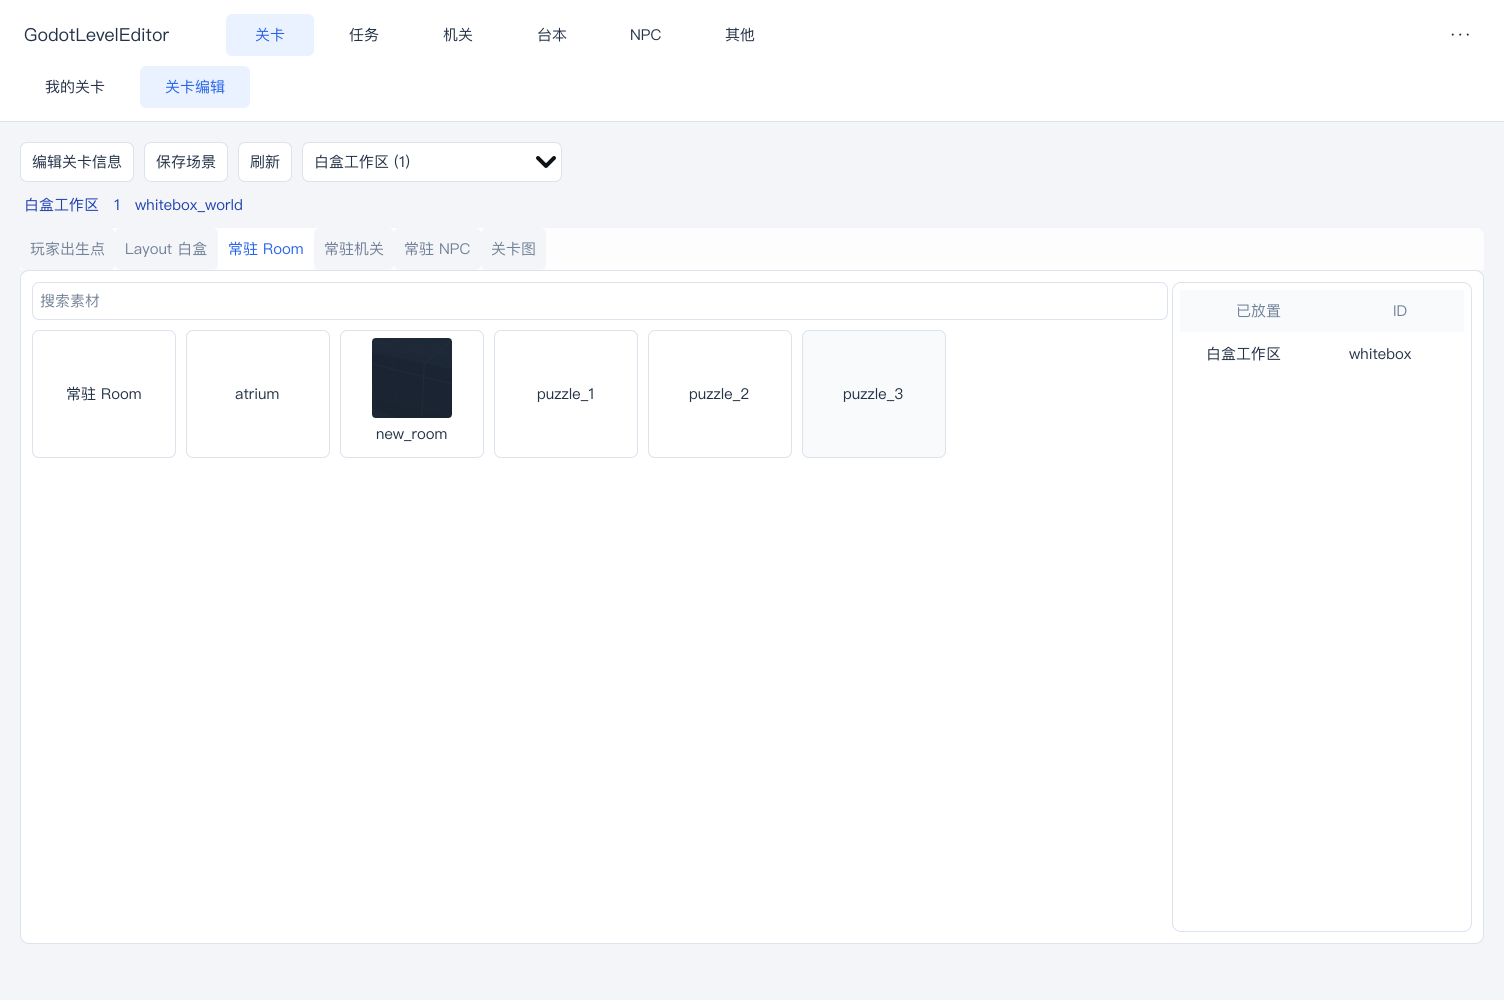 GodotLevelEditor 关卡 任务 机关 台本 NPC 其他 ...
我的关卡 关卡编辑
编辑关卡信息 保存场景 刷新 白盒工作区 (1)
白盒工作区 1 whitebox_world
玩家出生点 Layout 白盒 常驻 Room 常驻机关 常驻 NPC 关卡图
搜索素材
已放置 ID
白盒工作区 whitebox
常驻 Room atrium puzzle_1 puzzle_2 puzzle_3
new_room